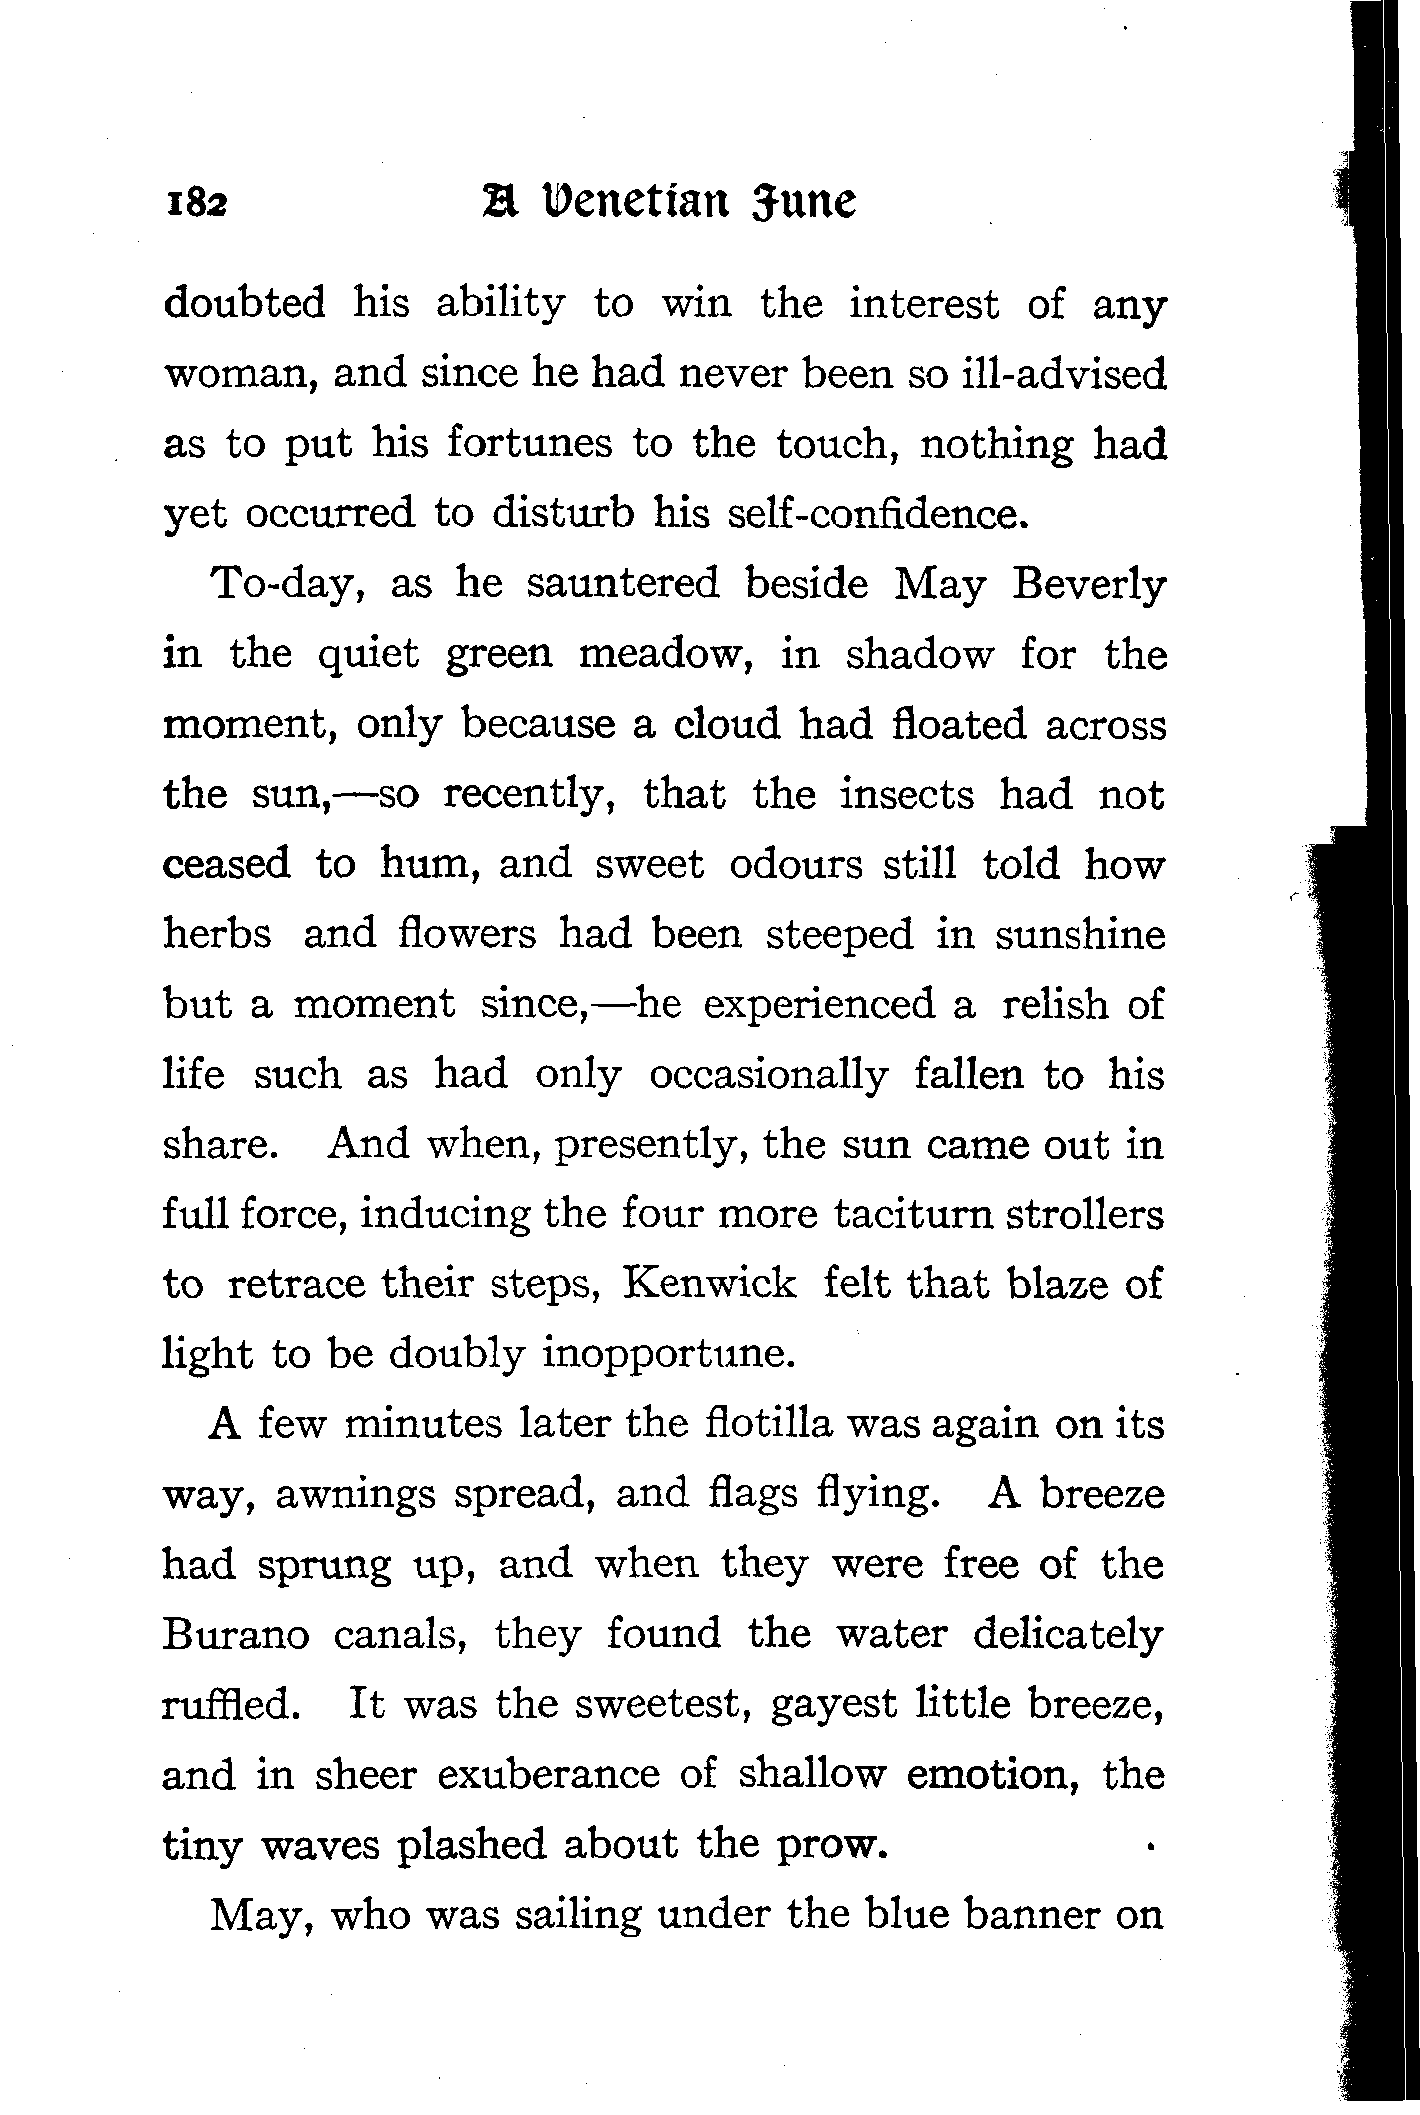 182 A Venetian June
doubted his ability to win the interest of any
woman, and since he had never been so ill-advised
as to put his fortunes to the touch, nothing had
yet occurred to disturb his self-confidence.
To-day, as he sauntered beside May Beverly
in the quiet green meadow, in shadow for the
moment, only because a cloud had floated across
the sun,—so recently, that the insects had not
ceased to hum, and sweet odours still told how
herbs and flowers had been steeped in sunshine
but a moment since,—he experienced a relish of
life such as had only occasionally fallen to his
share. And when, presently, the sun came out in
full force, inducing the four more taciturn strollers
to retrace their steps, Kenwick felt that blaze of
light to be doubly inopportune.
A few minutes later the flotilla was again on its
way, awnings spread, and flags flying. A breeze
had sprung up, and when they were free of the
Burano canals, they found the water delicately
ruffled. It was the sweetest, gayest little breeze,
and in sheer exuberance of shallow emotion, the
tiny waves plashed about the prow.
May, who was sailing under the blue banner on